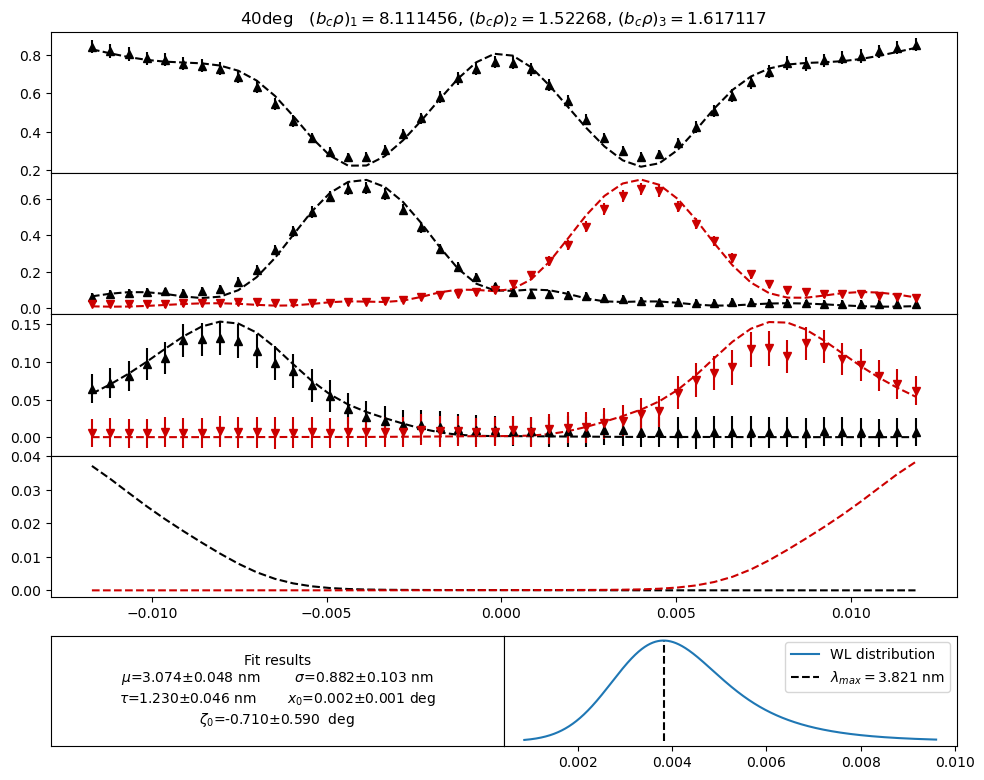 40deg (b_cρ)_1 = 8.111456, (b_cρ)_2 = 1.52268, (b_cρ)_3 = 1.617117
0.8
0.6
0.4
0.2
0.6
0.4
0.2
0.0
0.15
0.10
0.05
0.00
0.04
0.03
0.02
0.01
0.00
−0.010 −0.005 0.000 0.005 0.010
Fit results
μ=3.074±0.048 nm σ=0.882±0.103 nm
τ=1.230±0.046 nm x_0=0.002±0.001 deg
ζ_0=-0.710±0.590 deg
WL distribution
λ_max = 3.821 nm
0.002 0.004 0.006 0.008 0.010